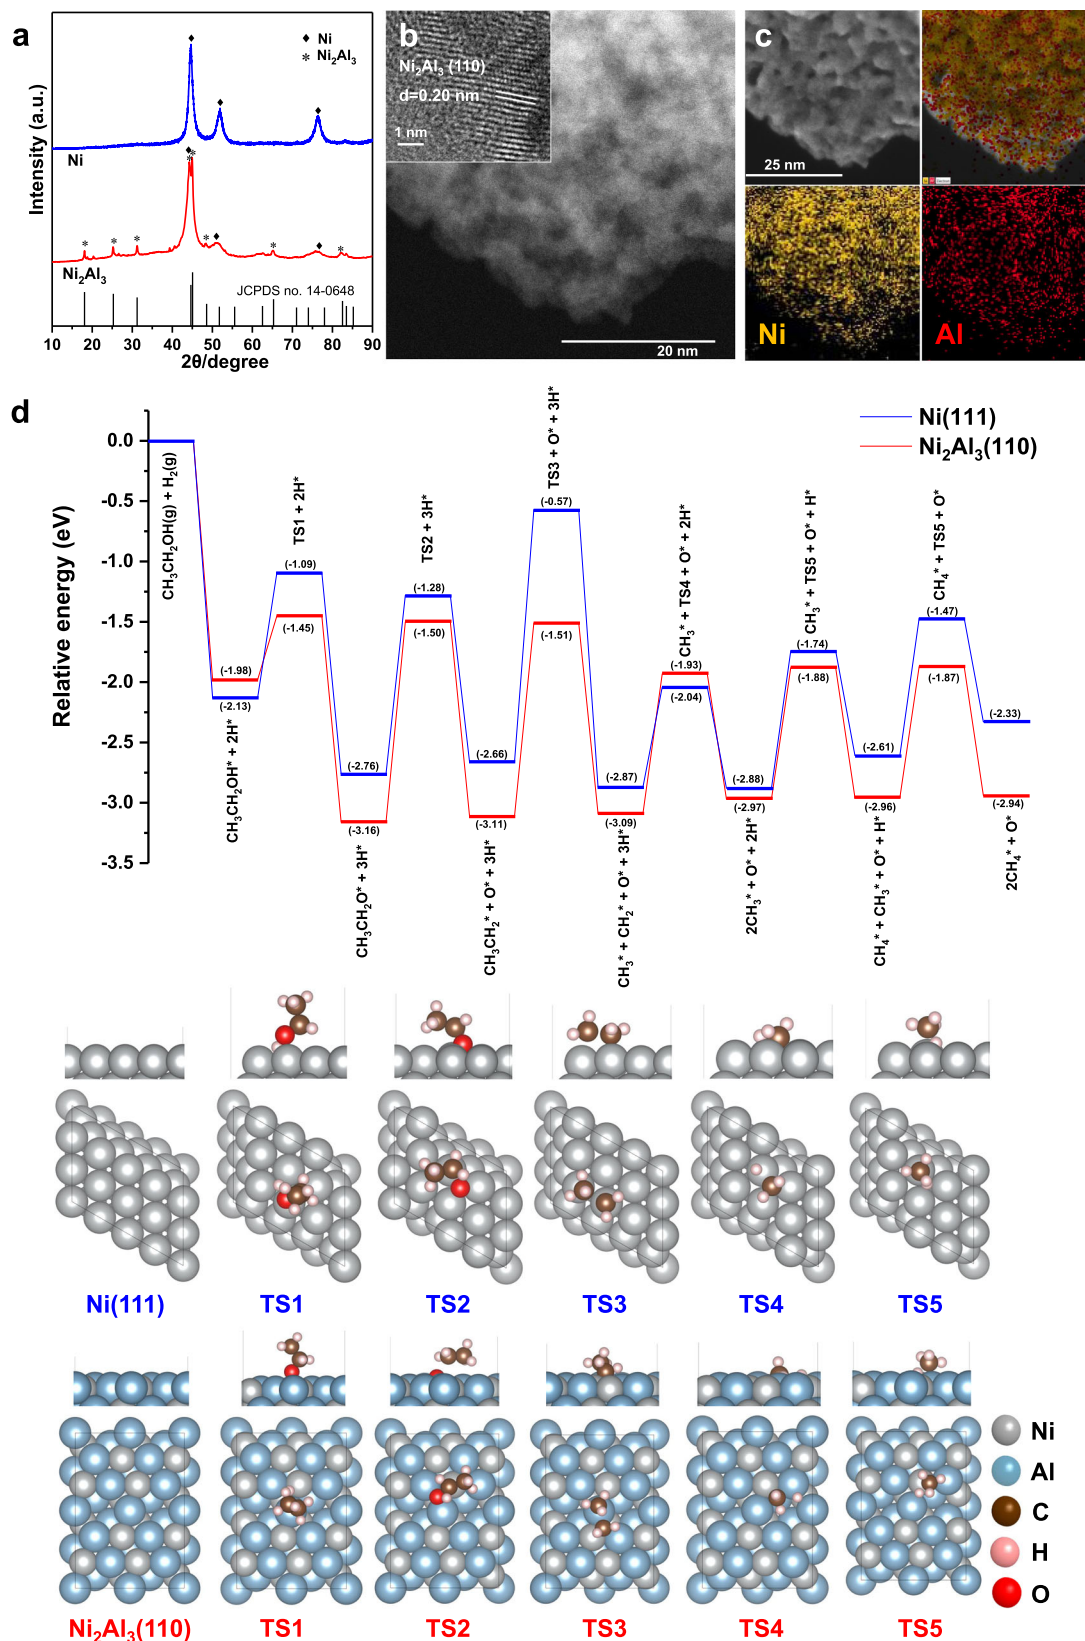 a
Intensity (a.u.)
♦ Ni
* Ni₂Al₃
Ni
Ni₂Al₃
JCPDS no. 14-0648
10 20 30 40 50 60 70 80 90
2θ/degree
b
Ni₂Al₃ (110)
d=0.20 nm
1 nm
20 nm
c
25 nm
Ni
Al
d
Relative energy (eV)
0.0
-0.5
-1.0
-1.5
-2.0
-2.5
-3.0
-3.5
Ni(111)
Ni₂Al₃(110)
CH₃CH₂OH(g) + H₂(g)
(-1.98)
(-2.13)
CH₃CH₂OH* + 2H*
TS1 + 2H*
(-1.09)
(-1.45)
(-2.76)
(-3.16)
CH₃CH₂O* + 3H*
TS2 + 3H*
(-1.28)
(-1.50)
(-2.66)
(-3.11)
CH₃CH₂* + O* + 3H*
TS3 + O* + 3H*
(-0.57)
(-1.51)
(-2.87)
(-3.09)
CH₃* + CH₂* + O* + 3H*
CH₃* + TS4 + O* + 2H*
(-1.93)
(-2.04)
(-2.88)
(-2.97)
2CH₃* + O* + 2H*
CH₃* + TS5 + O* + H*
(-1.74)
(-1.88)
(-2.61)
(-2.96)
CH₄* + CH₃* + O* + H*
CH₄* + TS5 + O*
(-1.47)
(-1.87)
(-2.33)
(-2.94)
2CH₄* + O*
Ni(111) TS1 TS2 TS3 TS4 TS5
Ni
Al
C
H
O
Ni₂Al₃(110) TS1 TS2 TS3 TS4 TS5